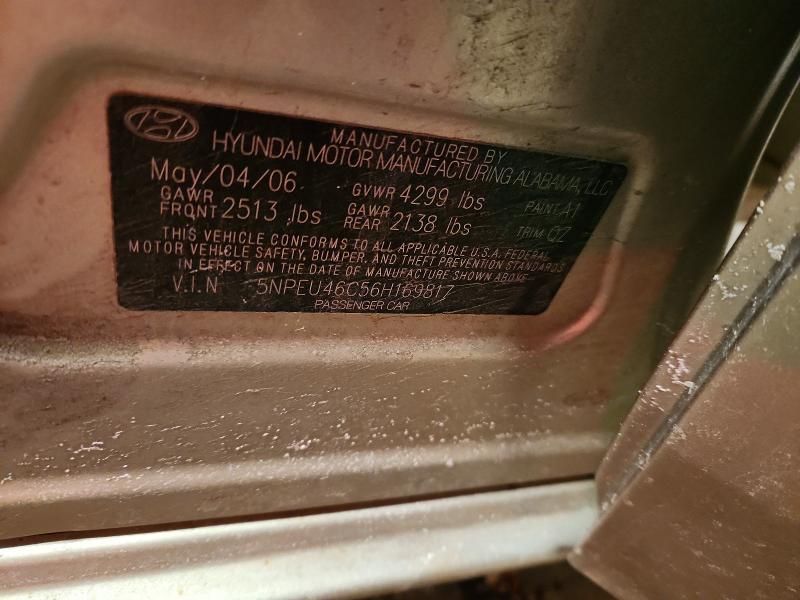 MANUFACTURED BY
HYUNDAI MOTOR MANUFACTURING ALABAMA, LLC
May/04/06 GVWR 4299 lbs PAINT A1
GAWR FRONT 2513 lbs GAWR REAR 2138 lbs TRIM QZ
THIS VEHICLE CONFORMS TO ALL APPLICABLE U.S.A. FEDERAL
MOTOR VEHICLE SAFETY, BUMPER, AND THEFT PREVENTION STANDARDS
IN EFFECT ON THE DATE OF MANUFACTURE SHOWN ABOVE
V.I.N 5NPEU46C56H169817
PASSENGER CAR